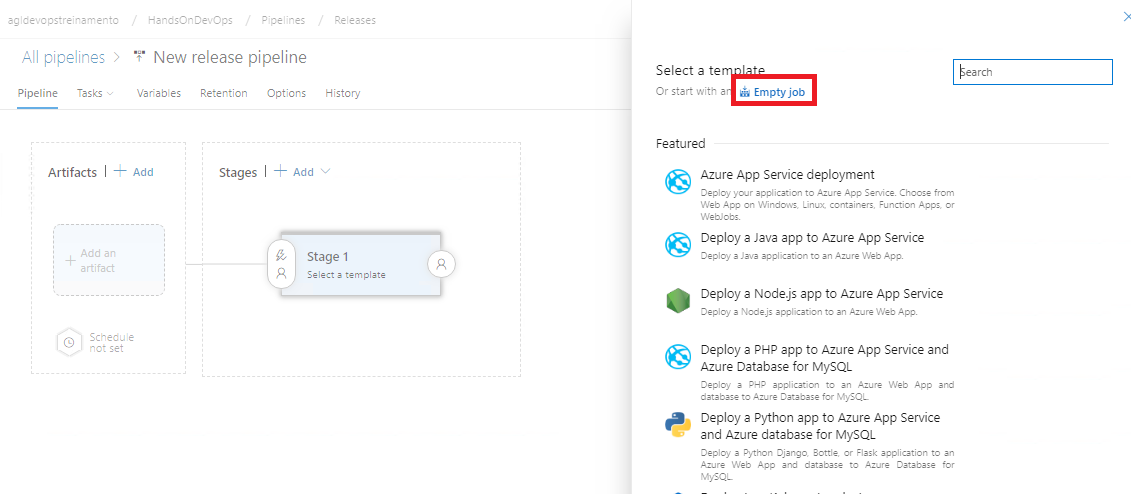 agldevopstreinamento / HandsOnDevOps / Pipelines / Releases
All pipelines > New release pipeline
Pipeline Tasks Variables Retention Options History
Artifacts | + Add
Stages | + Add
+ Add an
artifact
Schedule
not set
Stage 1
Select a template
Select a template
Or start with an Empty job
Search
Featured
Azure App Service deployment
Deploy your application to Azure App Service. Choose from
Web App on Windows, Linux, containers, Function Apps, or
WebJobs.
Deploy a Java app to Azure App Service
Deploy a Java application to an Azure Web App.
Deploy a Node.js app to Azure App Service
Deploy a Node.js application to an Azure Web App.
Deploy a PHP app to Azure App Service and
Azure Database for MySQL
Deploy a PHP application to an Azure Web App and
database to Azure Database for MySQL.
Deploy a Python app to Azure App Service
and Azure database for MySQL
Deploy a Python Django, Bottle, or Flask application to an
Azure Web App and database to Azure Database for
MySQL.